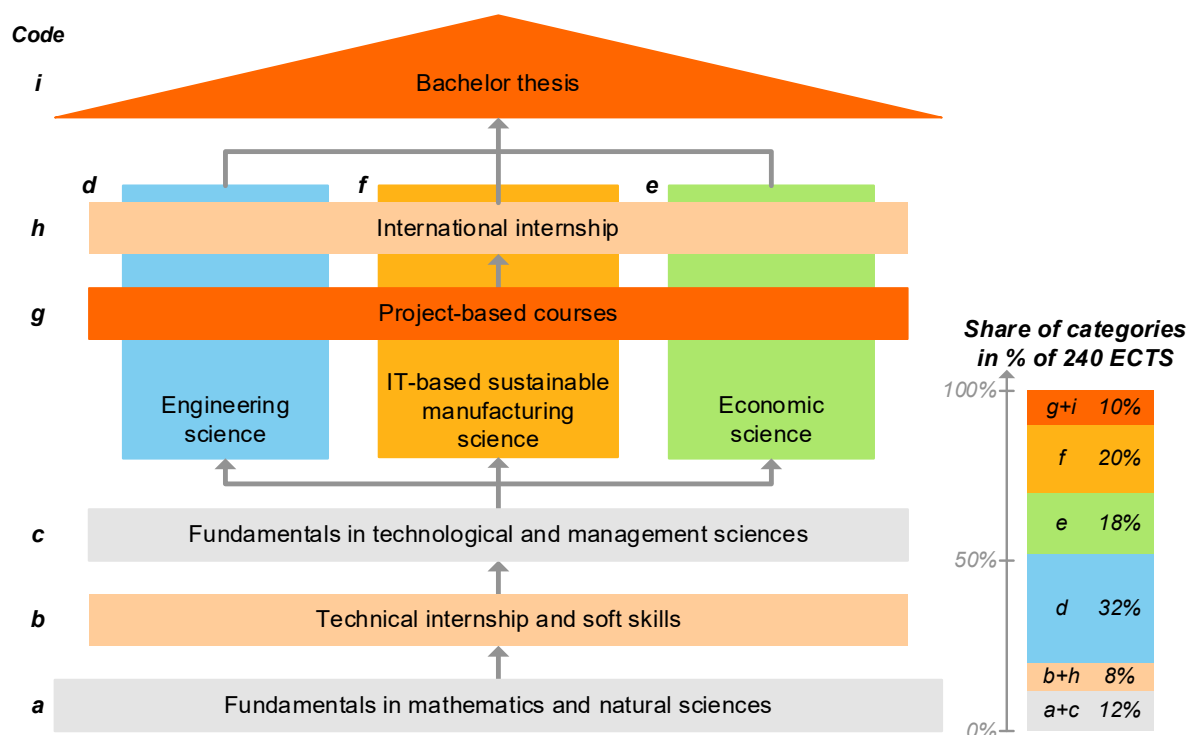 Code
i
Bachelor thesis
d
f
e
h
International internship
g
Project-based courses
Engineering
science
IT-based sustainable
manufacturing
science
Economic
science
c
Fundamentals in technological and management sciences
b
Technical internship and soft skills
a
Fundamentals in mathematics and natural sciences
Share of categories
in % of 240 ECTS
100%
g+i 10%
f 20%
e 18%
50%
d 32%
b+h 8%
a+c 12%
0%